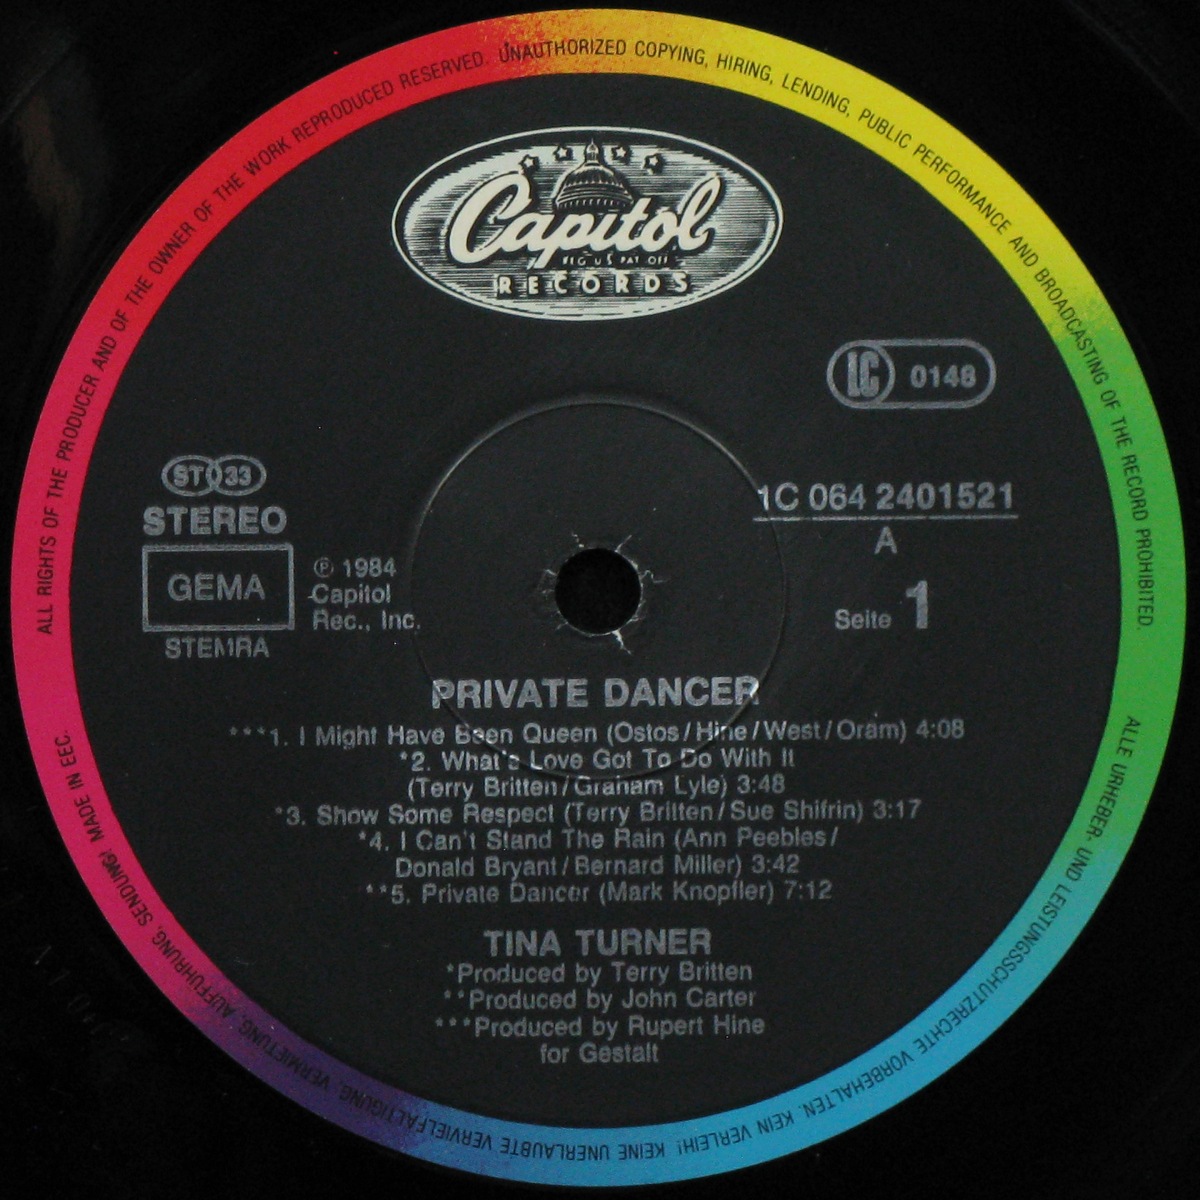 ALL RIGHTS OF THE PRODUCER AND OF THE OWNER OF THE WORK REPRODUCED RESERVED. UNAUTHORIZED COPYING, HIRING, LENDING, PUBLIC PERFORMANCE AND BROADCASTING OF THE RECORD PROHIBITED.
Capitol
REG U S PAT OFF
RECORDS
LC 0148
ST 33
STEREO
GEMA
STEMRA
℗ 1984
Capitol
Rec., Inc.
1C 064 2401521
A
Seite 1
PRIVATE DANCER
***1. I Might Have Been Queen (Ostos/Hine/West/Oram) 4:08
*2. What's Love Got To Do With It
(Terry Britten/Graham Lyle) 3:48
*3. Show Some Respect (Terry Britten/Sue Shifrin) 3:17
*4. I Can't Stand The Rain (Ann Peebles/
Donald Bryant/Bernard Miller) 3:42
**5. Private Dancer (Mark Knopfler) 7:12
TINA TURNER
*Produced by Terry Britten
**Produced by John Carter
***Produced by Rupert Hine
for Gestalt
ALLE URHEBER- UND LEISTUNGSSCHUTZRECHTE VORBEHALTEN. KEIN VERLEIH! KEINE UNERLAUBTE VERVIELFÄLTIGUNG, VERMIETUNG, AUFFÜHRUNG, SENDUNG! MADE IN EEC.